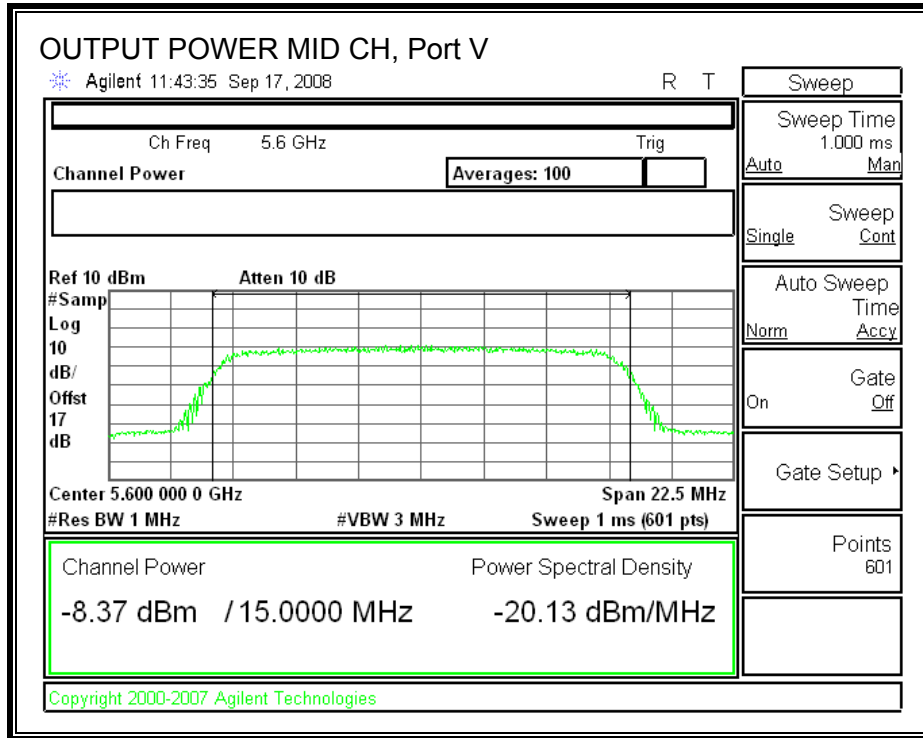 OUTPUT POWER MID CH, Port V
Agilent 11:43:35 Sep 17, 2008 R T
Ch Freq 5.6 GHz Trig
Channel Power Averages: 100
Ref 10 dBm Atten 10 dB
#Samp
Log
10
dB/
Offst
17
dB
Center 5.600 000 0 GHz Span 22.5 MHz
#Res BW 1 MHz #VBW 3 MHz Sweep 1 ms (601 pts)
Channel Power Power Spectral Density
-8.37 dBm /15.0000 MHz -20.13 dBm/MHz
Copyright 2000-2007 Agilent Technologies
Sweep
Sweep Time
1.000 ms
Auto Man
Sweep
Single Cont
Auto Sweep
Time
Norm Accy
Gate
On Off
Gate Setup
Points
601